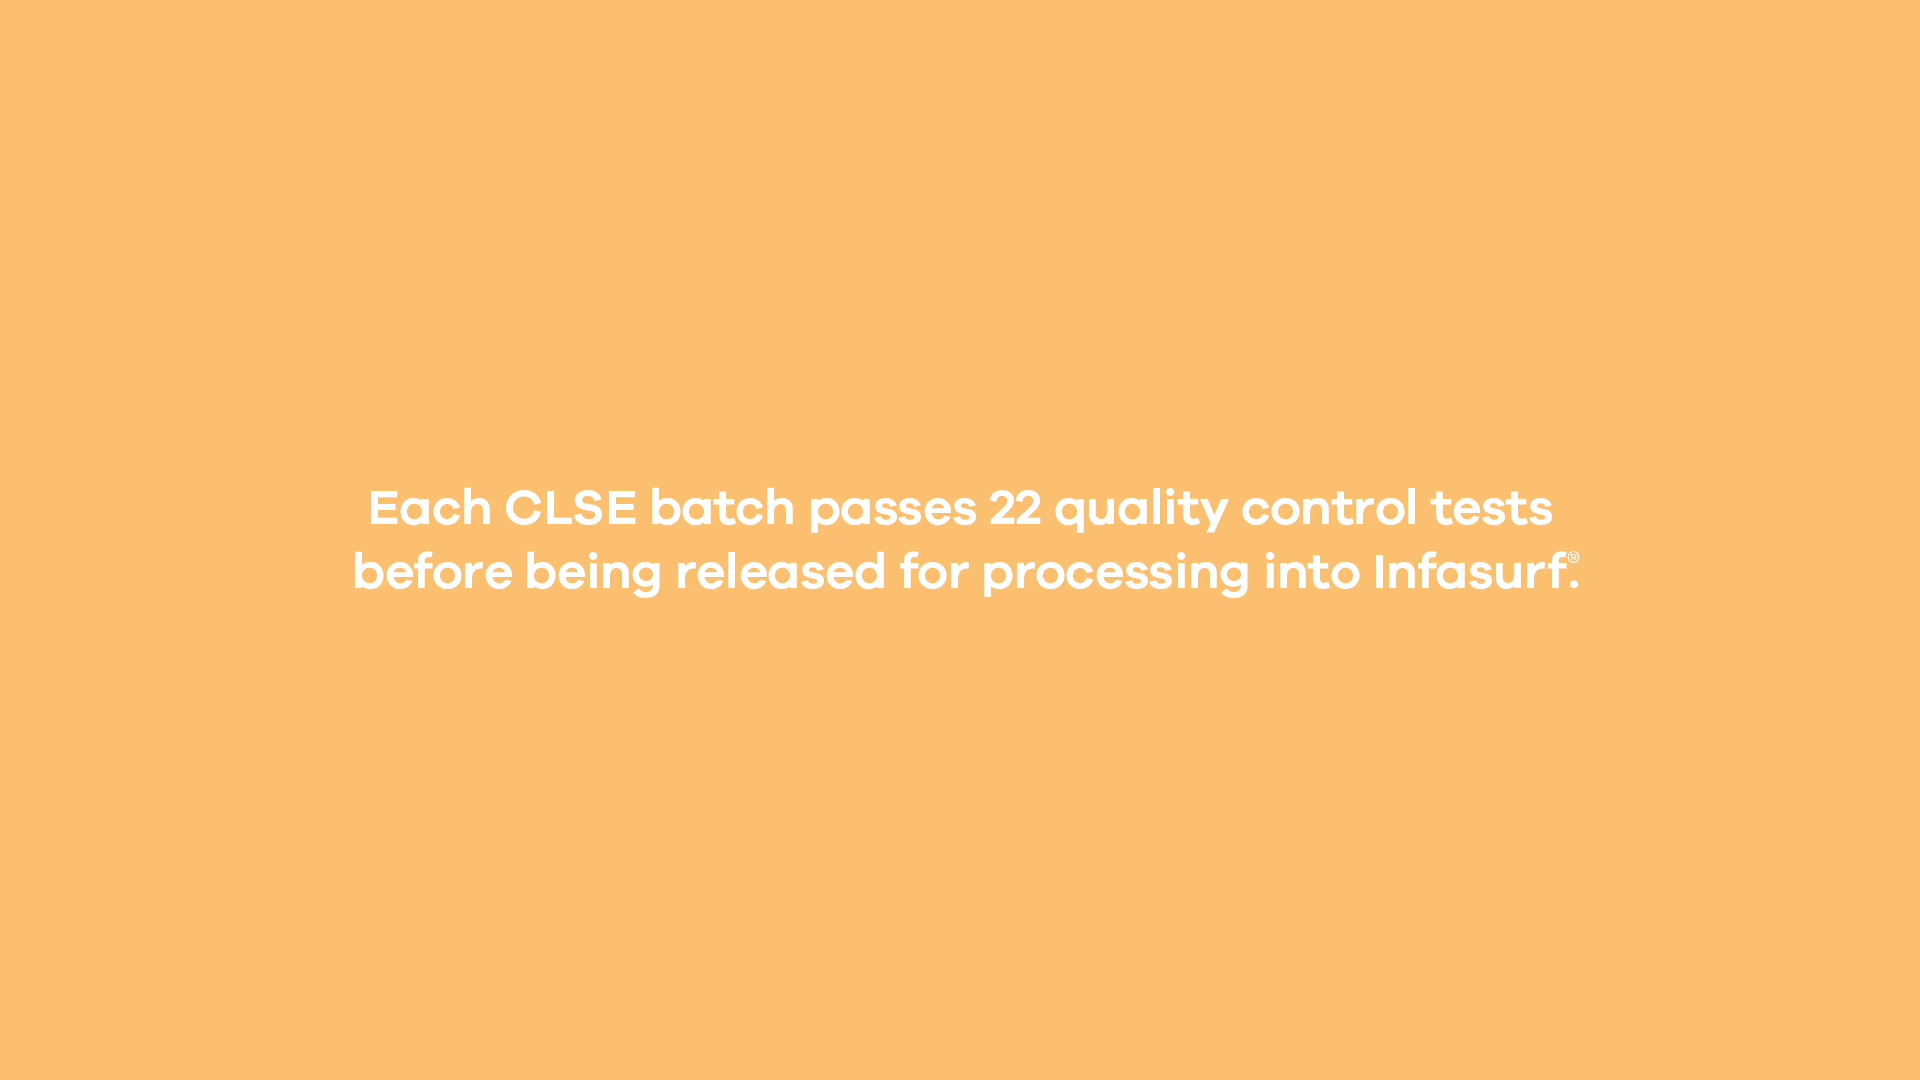 Each CLSE batch passes 22 quality control tests
before being released for processing into Infasurf®.